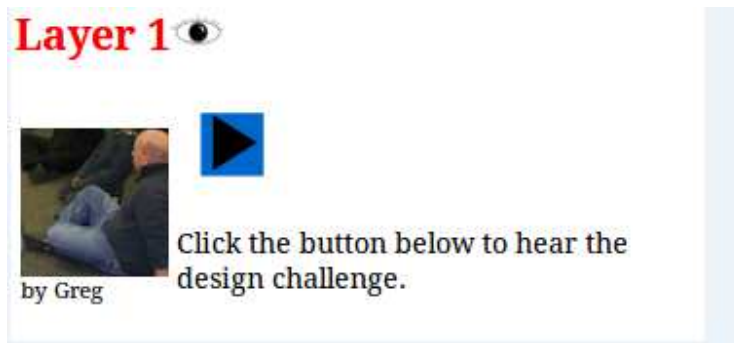 Layer 1
Click the button below to hear the
design challenge.
by Greg